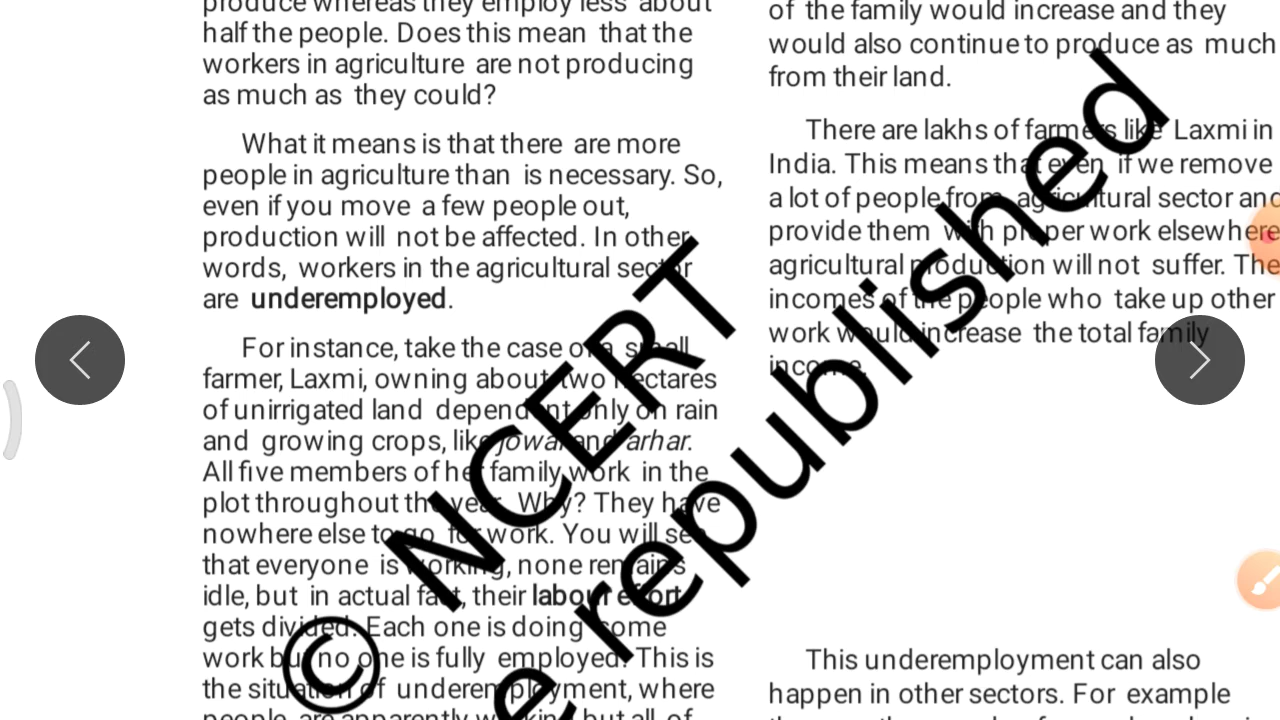 produce whereas they employ less about
half the people. Does this mean that the
workers in agriculture are not producing
as much as they could?
What it means is that there are more
people in agriculture than is necessary. So,
even if you move a few people out,
production will not be affected. In other
words, workers in the agricultural sector
are underemployed.
For instance, take the case of a small
farmer, Laxmi, owning about two hectares
of unirrigated land dependent only on rain
and growing crops, like jowar and arhar.
All five members of her family work in the
plot throughout the year. Why? They have
nowhere else to go for work. You will see
that everyone is working, none remains
idle, but in actual fact, their labour effort
gets divided. Each one is doing some
work but no one is fully employed. This is
the situation of underemployment, where
people are apparently working but all of
of the family would increase and they
would also continue to produce as much
from their land.
There are lakhs of farmers like Laxmi in
India. This means that even if we remove
a lot of people from agricultural sector and
provide them with proper work elsewhere
agricultural production will not suffer. The
incomes of the people who take up other
work would increase the total family
income.
This underemployment can also
happen in other sectors. For example
© NCERT
e republished